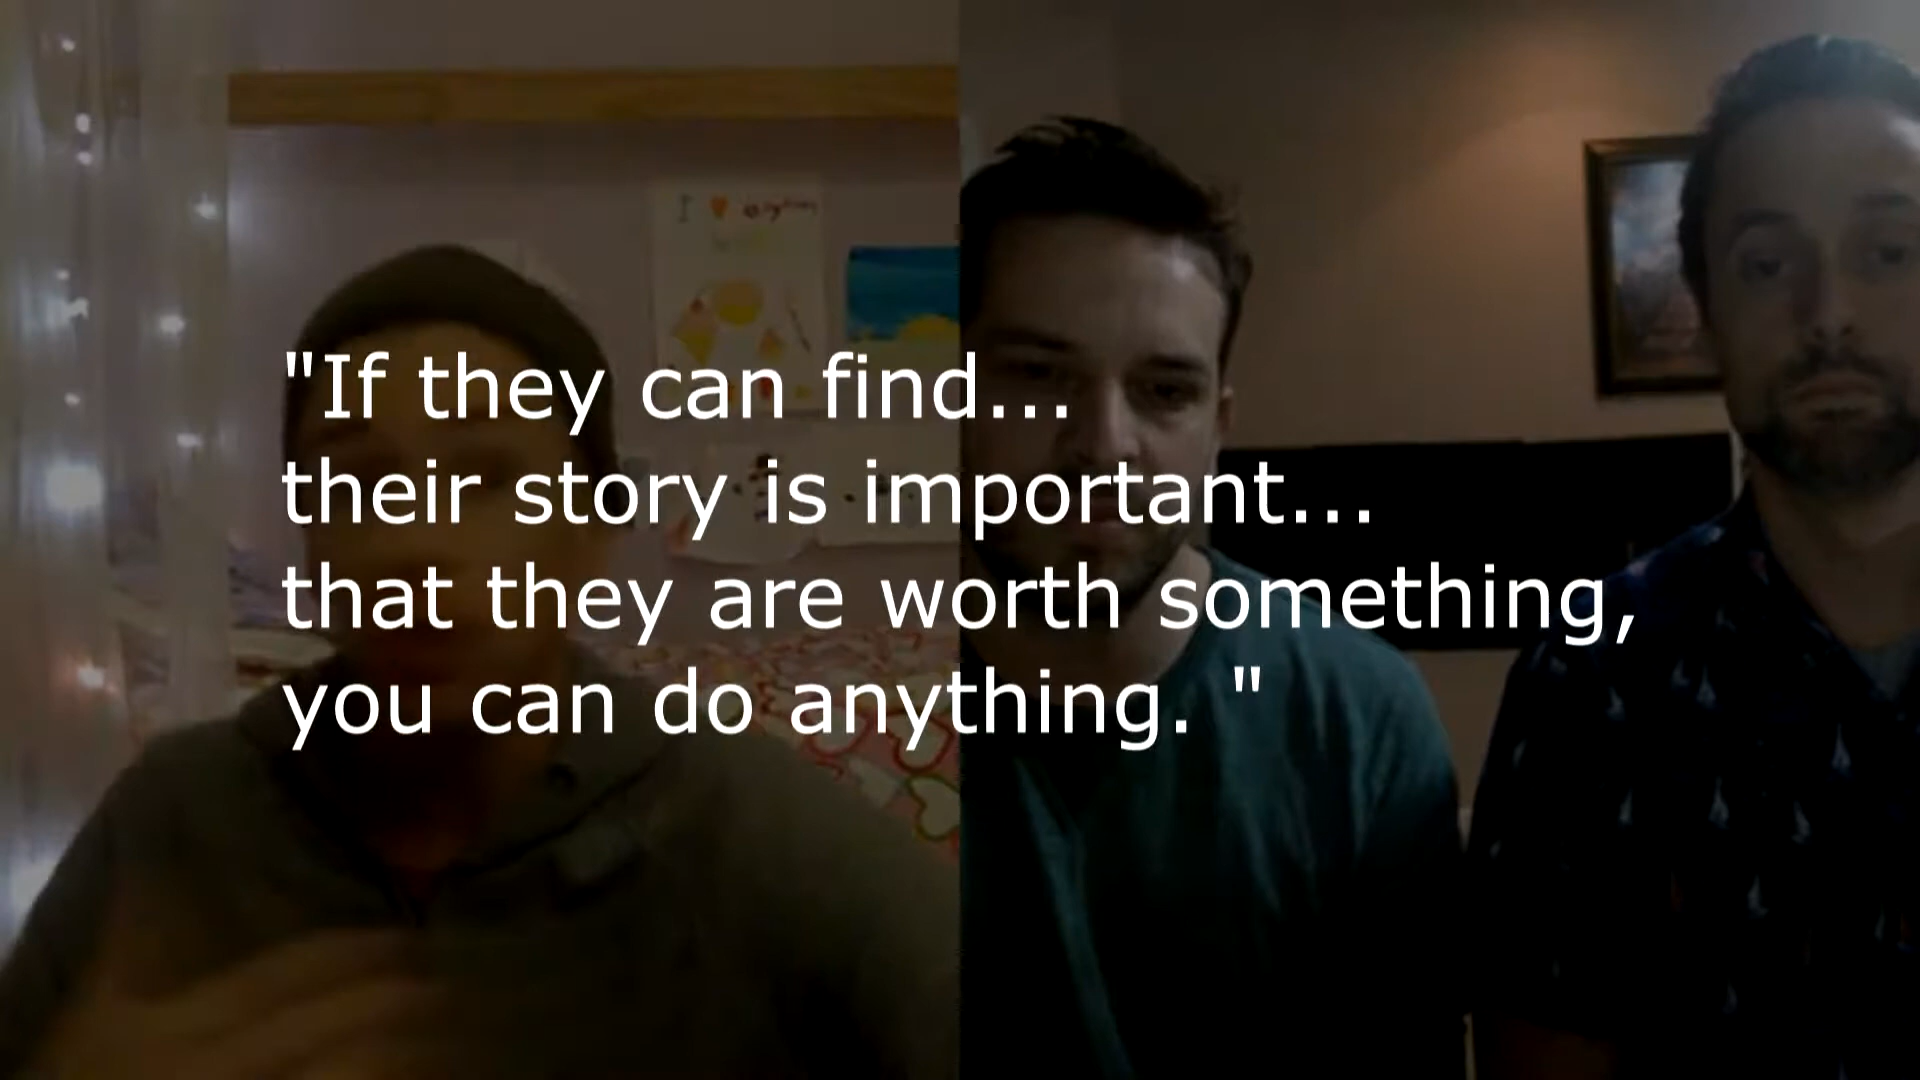 "If they can find...
their story is important...
that they are worth something,
you can do anything. "
I